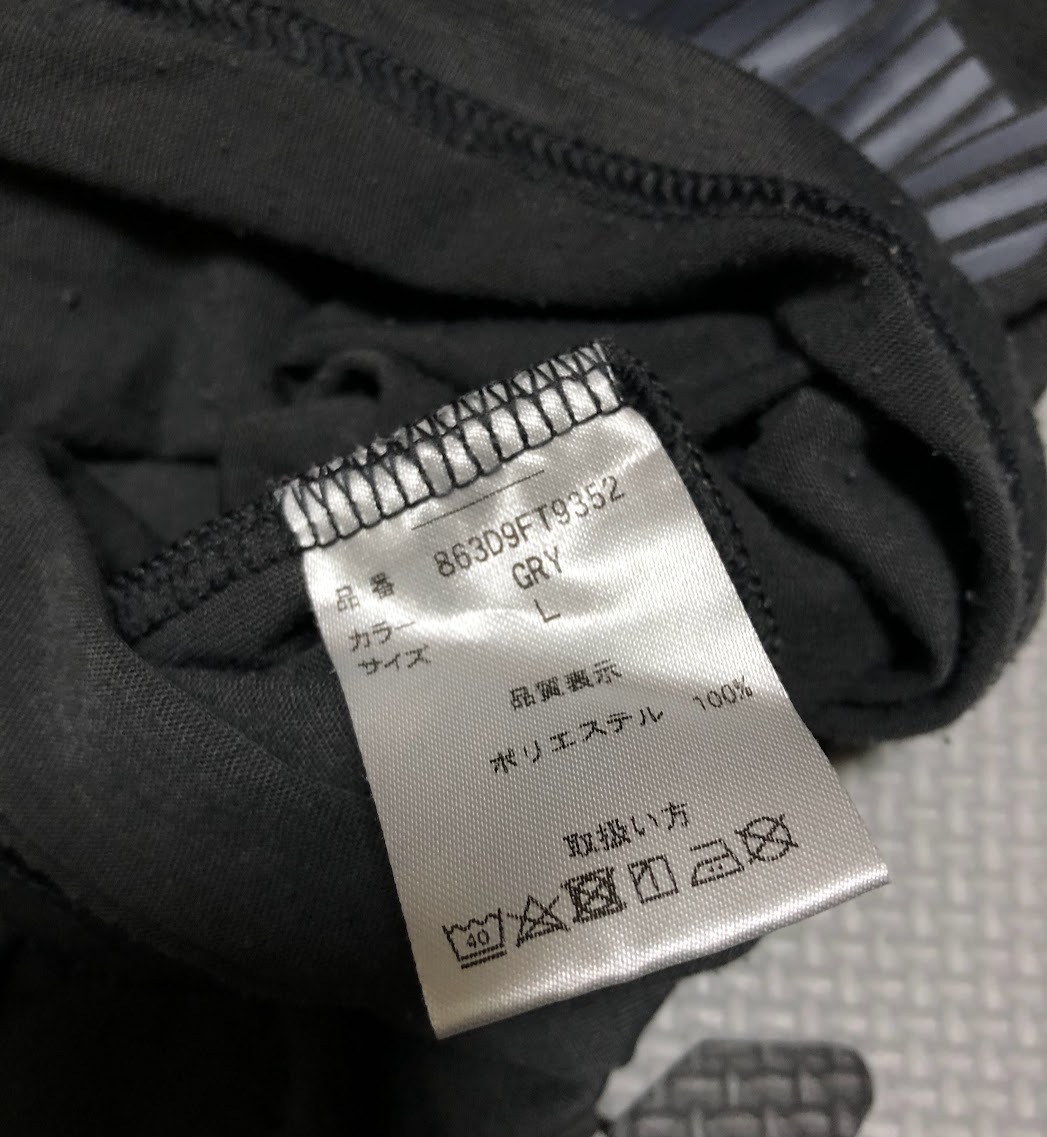 品番 863D9FT9352
カラー GRY
サイズ L
品質表示
ポリエステル 100%
取扱い方
40